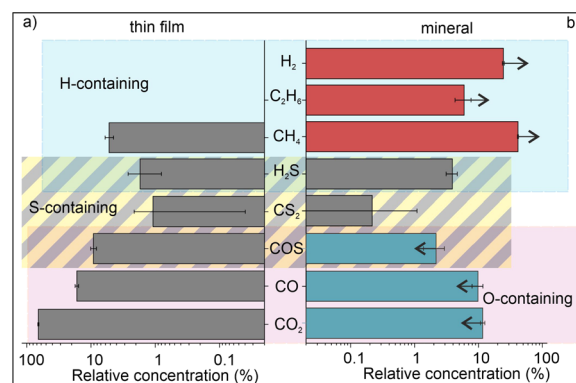 a) thin film mineral b)
H-containing
H₂
C₂H₆
CH₄
H₂S
S-containing
CS₂
COS
CO
O-containing
CO₂
100 10 1 0.1 0.1 1 10 100
Relative concentration (%) Relative concentration (%)